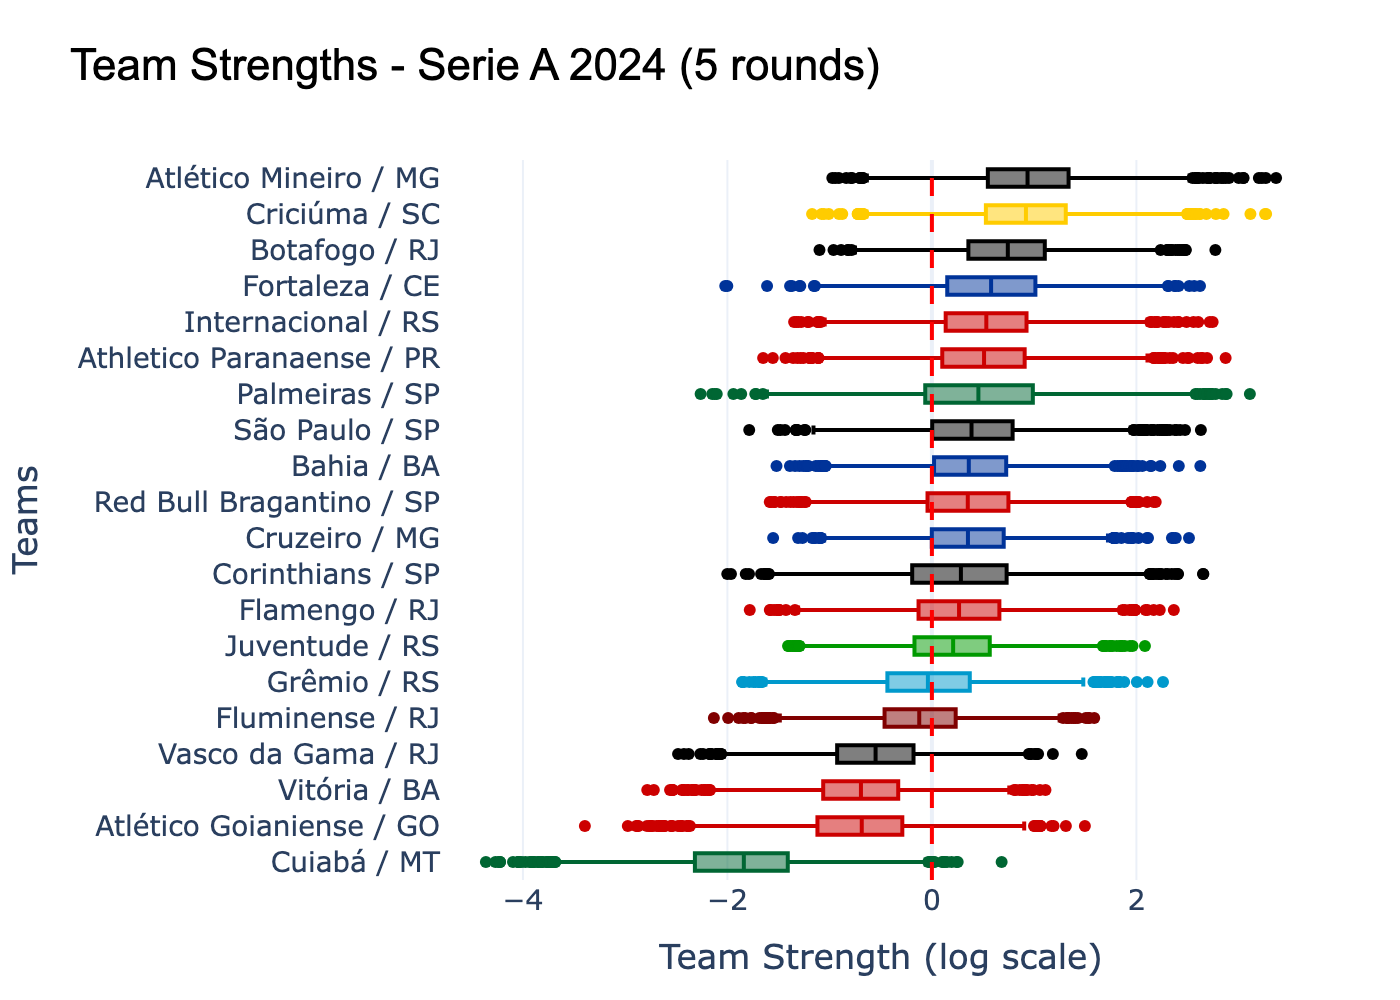 Team Strengths - Serie A 2024 (5 rounds)
Atlético Mineiro / MG
Criciúma / SC
Botafogo / RJ
Fortaleza / CE
Internacional / RS
Athletico Paranaense / PR
Palmeiras / SP
São Paulo / SP
Bahia / BA
Red Bull Bragantino / SP
Cruzeiro / MG
Corinthians / SP
Flamengo / RJ
Juventude / RS
Grêmio / RS
Fluminense / RJ
Vasco da Gama / RJ
Vitória / BA
Atlético Goianiense / GO
Cuiabá / MT
Teams
−4 −2 0 2
Team Strength (log scale)